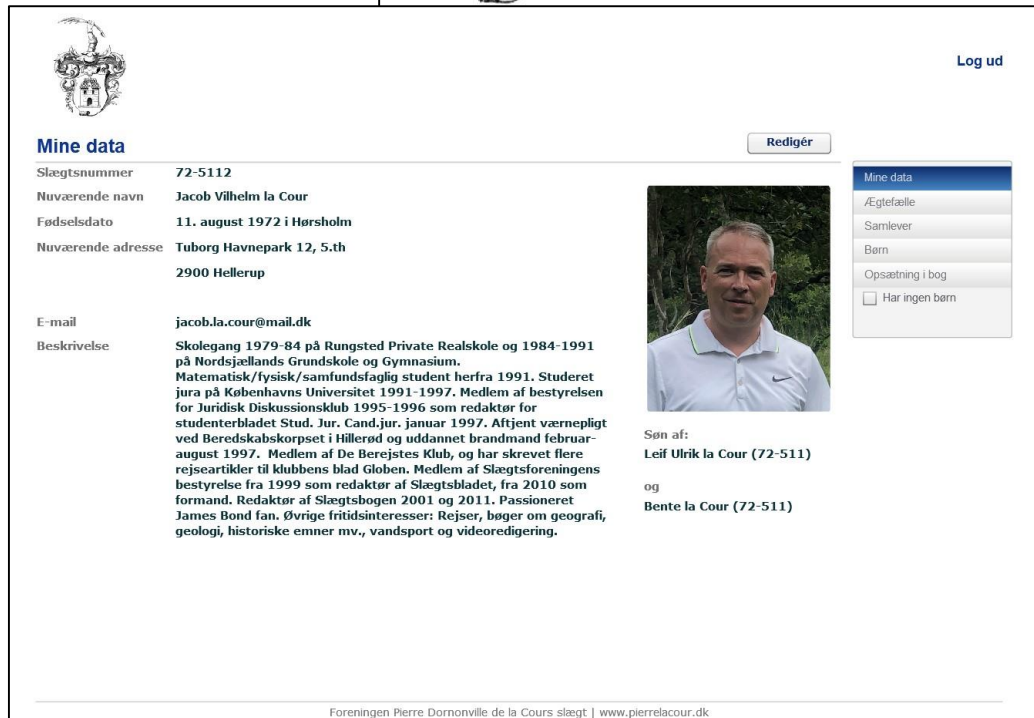 Log ud
Mine data
Redigér
Slægtsnummer 72-5112
Nuværende navn Jacob Vilhelm la Cour
Fødselsdato 11. august 1972 i Hørsholm
Nuværende adresse Tuborg Havnepark 12, 5.th
2900 Hellerup
E-mail jacob.la.cour@mail.dk
Beskrivelse Skolegang 1979-84 på Rungsted Private Realskole og 1984-1991
på Nordsjællands Grundskole og Gymnasium.
Matematisk/fysisk/samfundsfaglig student herfra 1991. Studeret
jura på Københavns Universitet 1991-1997. Medlem af bestyrelsen
for Juridisk Diskussionsklub 1995-1996 som redaktør for
studenterbladet Stud. Jur. Cand.jur. januar 1997. Aftjent værnepligt
ved Beredskabskorpset i Hillerød og uddannet brandmand februar-
august 1997. Medlem af De Berejstes Klub, og har skrevet flere
rejseartikler til klubbens blad Globen. Medlem af Slægtsforeningens
bestyrelse fra 1999 som redaktør af Slægtsbladet, fra 2010 som
formand. Redaktør af Slægtsbogen 2001 og 2011. Passioneret
James Bond fan. Øvrige fritidsinteresser: Rejser, bøger om geografi,
geologi, historiske emner mv., vandsport og videoredigering.
Søn af:
Leif Ulrik la Cour (72-511)
og
Bente la Cour (72-511)
Mine data
Ægtefælle
Samlever
Børn
Opsætning i bog
Har ingen børn
Foreningen Pierre Dornonville de la Cours slægt | www.pierrelacour.dk